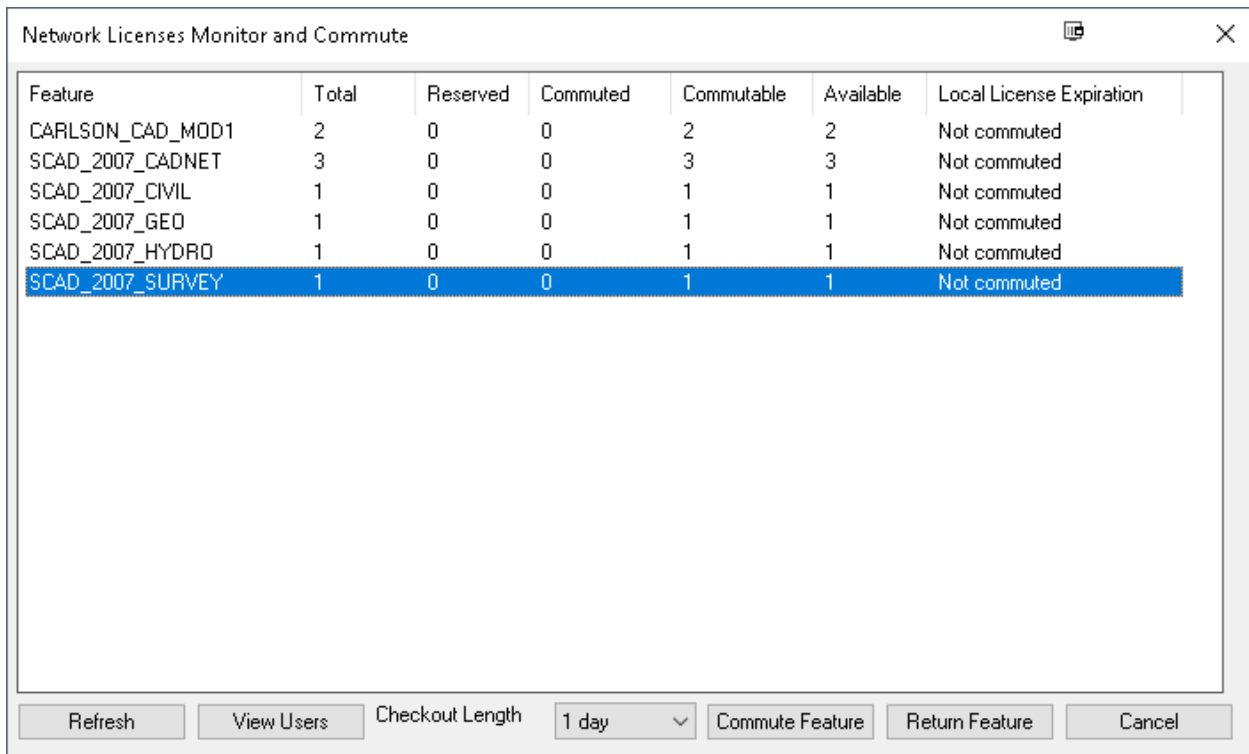 Network Licenses Monitor and Commute
Feature Total Reserved Commuted Commutable Available Local License Expiration
CARLSON_CAD_MOD1 2 0 0 2 2 Not commuted
SCAD_2007_CADNET 3 0 0 3 3 Not commuted
SCAD_2007_CIVIL 1 0 0 1 1 Not commuted
SCAD_2007_GEO 1 0 0 1 1 Not commuted
SCAD_2007_HYDRO 1 0 0 1 1 Not commuted
SCAD_2007_SURVEY 1 0 0 1 1 Not commuted
Refresh View Users Checkout Length 1 day Commute Feature Return Feature Cancel